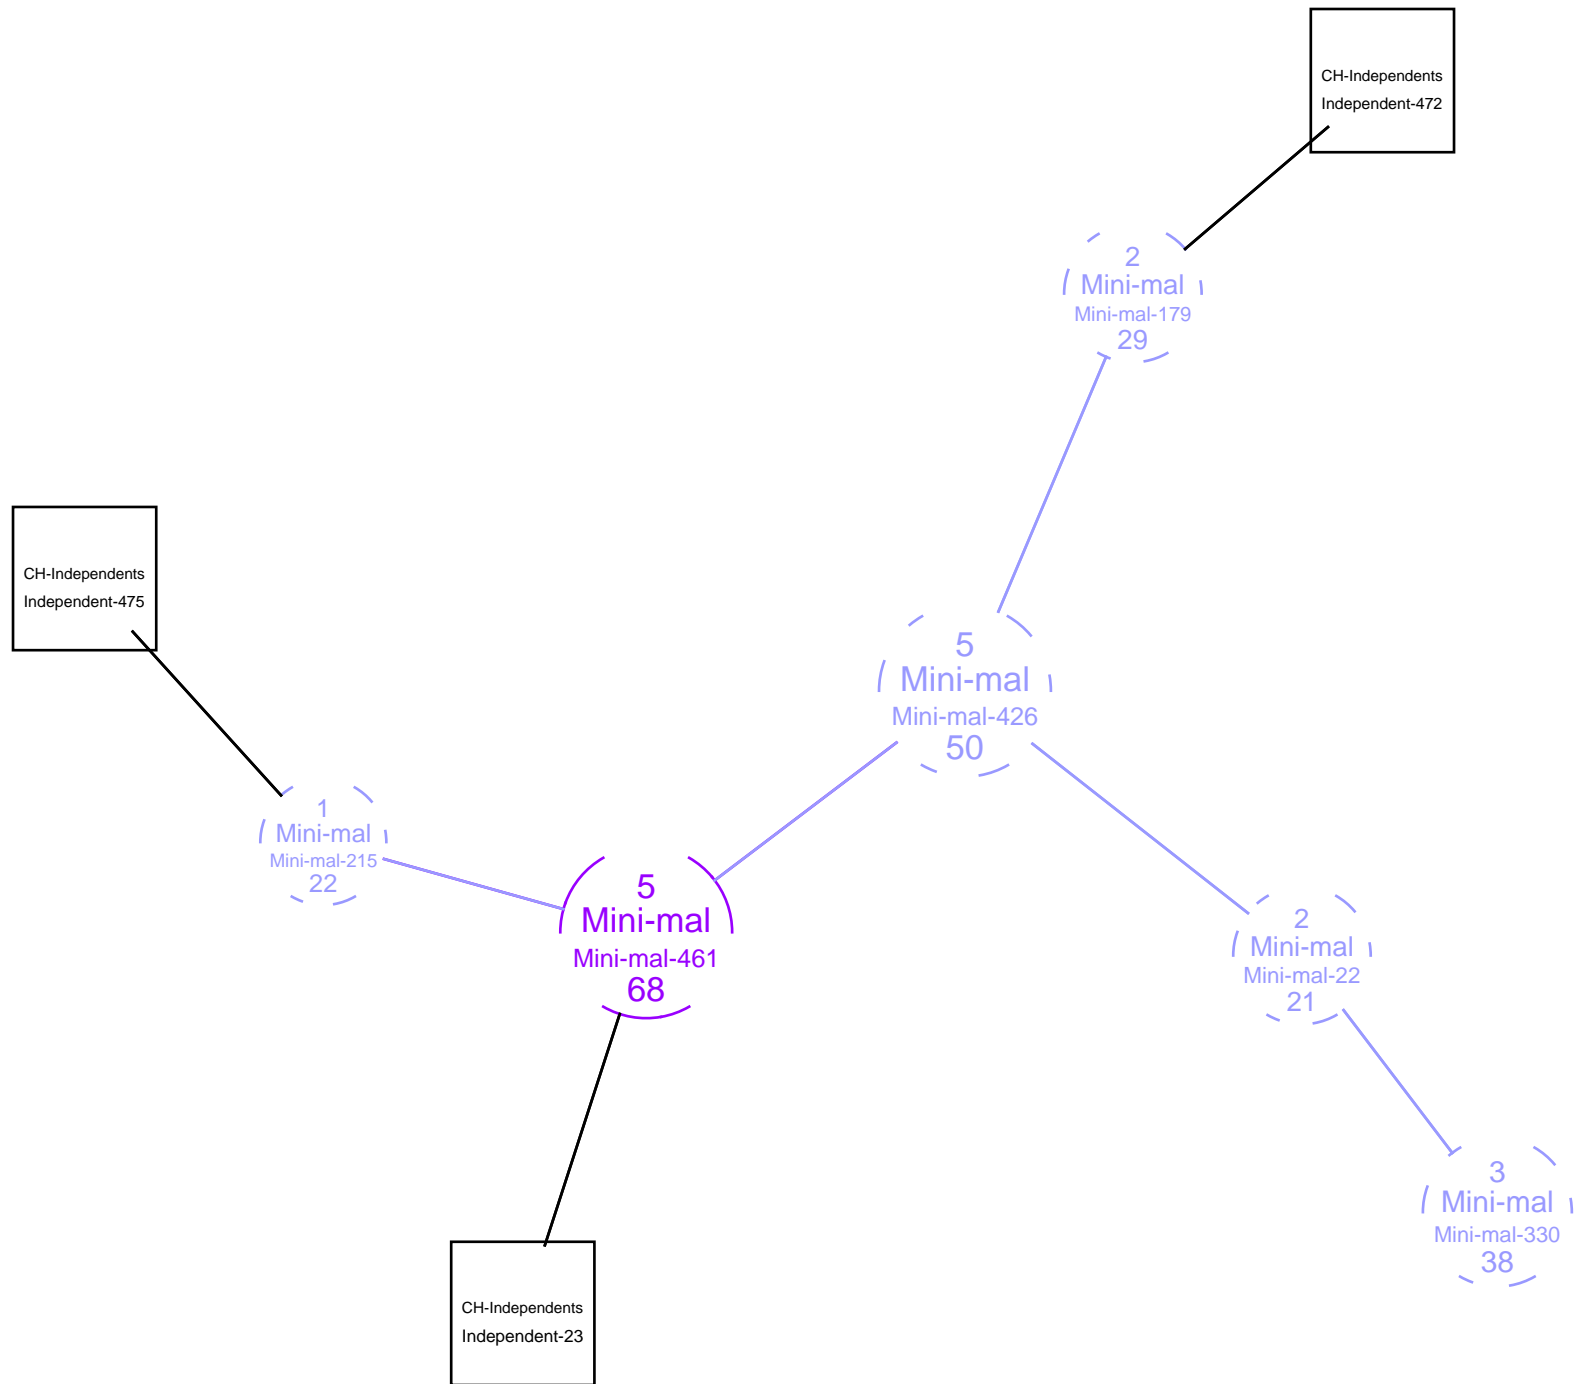 CH-Independents
Independent-472
2
Mini-mal
Mini-mal-179
29
CH-Independents
Independent-475
5
Mini-mal
Mini-mal-426
50
1
Mini-mal
Mini-mal-215
22
5
Mini-mal
Mini-mal-461
68
2
Mini-mal
Mini-mal-22
21
3
Mini-mal
Mini-mal-330
38
CH-Independents
Independent-23